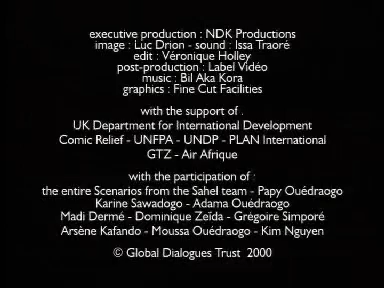 executive production : NDK Productions
image : Luc Drion - sound : Issa Traoré
edit : Véronique Holley
post-production : Label Vidéo
music : Bil Aka Kora
graphics : Fine Cut Facilities
with the support of :
UK Department for International Development
Comic Relief - UNFPA - UNDP - PLAN International
GTZ - Air Afrique
with the participation of :
the entire Scenarios from the Sahel team - Papy Ouédraogo
Karine Sawadogo - Adama Ouédraogo
Madi Dermé - Dominique Zeïda - Grégoire Simporé
Arsène Kafando - Moussa Ouédraogo - Kim Nguyen
© Global Dialogues Trust 2000